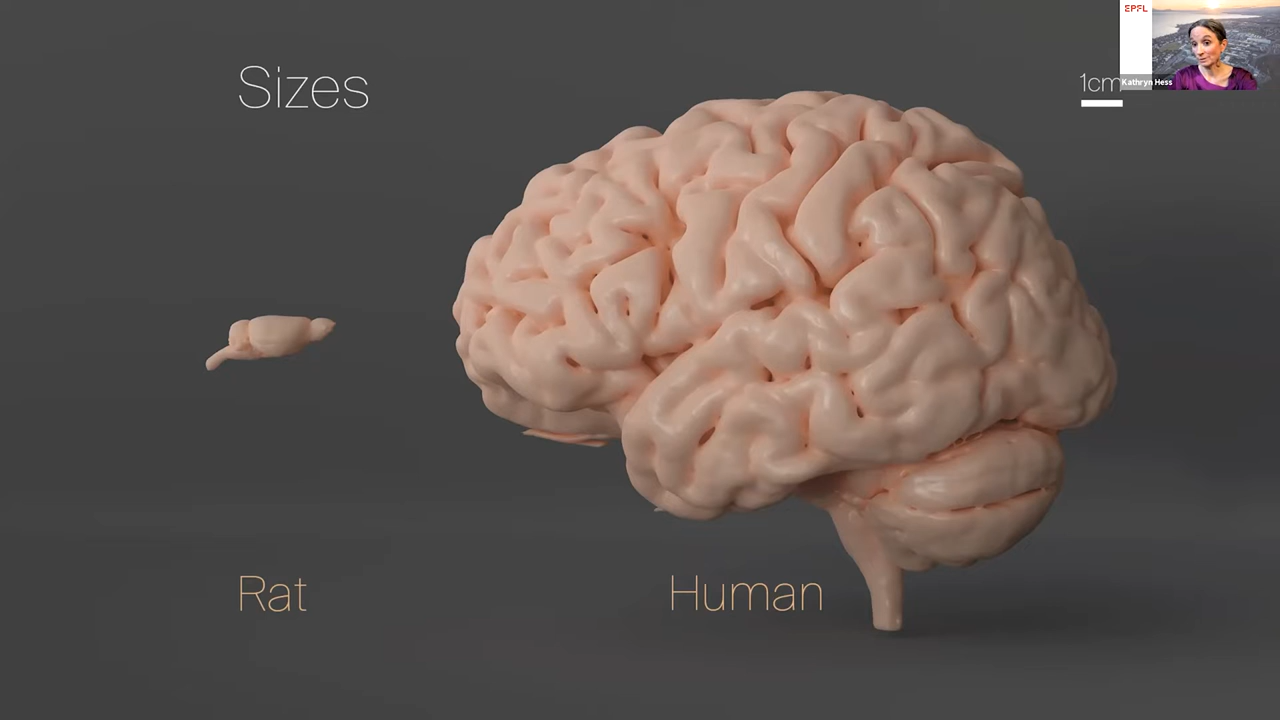 EPFL
Sizes
1cm
Kathryn Hess
Rat
Human